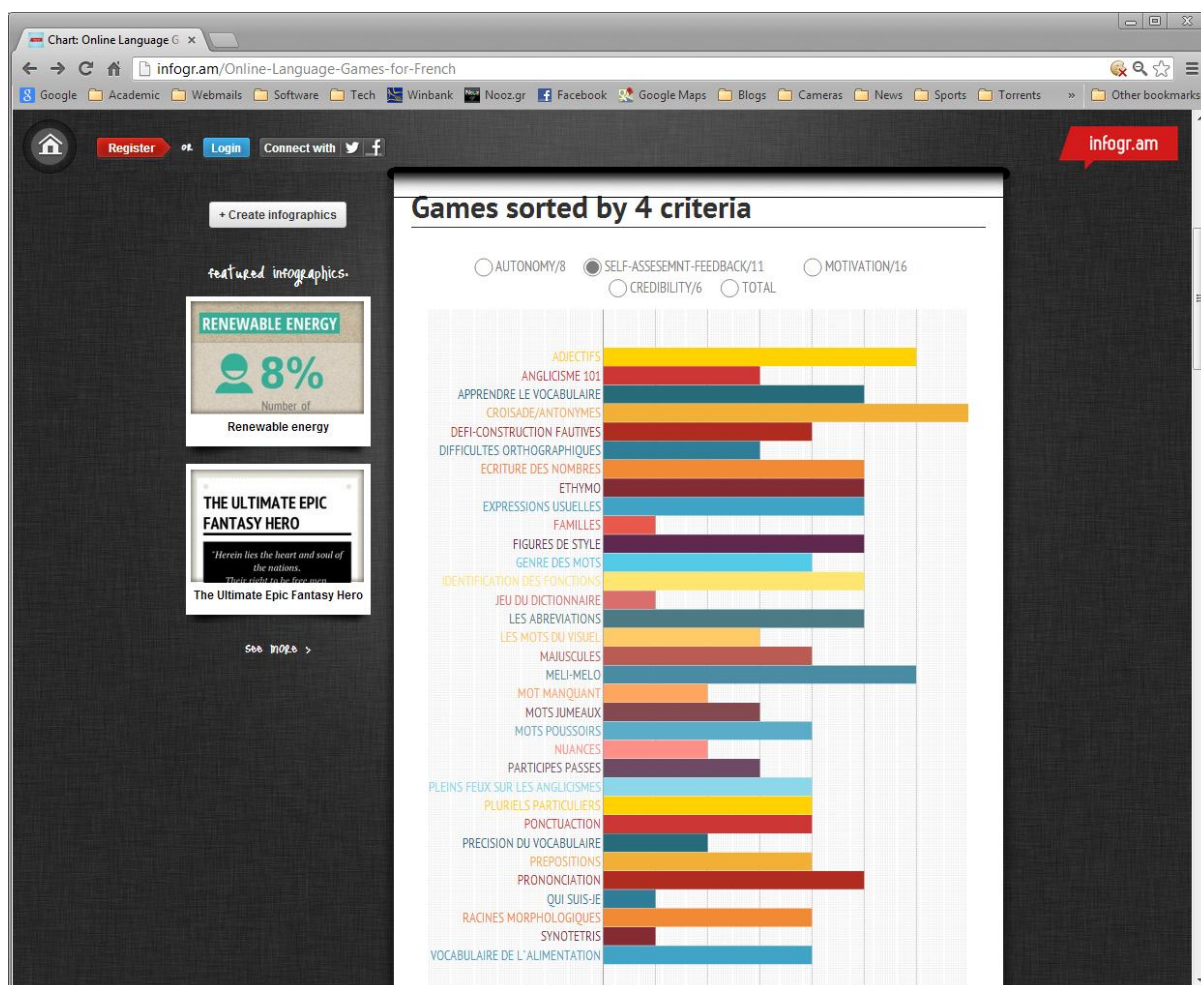 Chart: Online Language G
infogr.am/Online-Language-Games-for-French
Google Academic Webmails Software Tech Winbank Nooz.gr Facebook Google Maps Blogs Cameras News Sports Torrents » Other bookmarks
Register or Login Connect with
infogr.am
+ Create infographics
featured infographics.
RENEWABLE ENERGY
8%
Number of
Renewable energy
THE ULTIMATE EPIC
FANTASY HERO
"Herein lies the heart and soul of
the nations.
Their right to be free men
The Ultimate Epic Fantasy Hero
see more >
Games sorted by 4 criteria
AUTONOMY/8 SELF-ASSESEMNT-FEEDBACK/11 MOTIVATION/16
CREDIBILITY/6 TOTAL
ADJECTIFS
ANGLICISME 101
APPRENDRE LE VOCABULAIRE
CROISADE/ANTONYMES
DEFI-CONSTRUCTION FAUTIVES
DIFFICULTES ORTHOGRAPHIQUES
ECRITURE DES NOMBRES
ETHYMO
EXPRESSIONS USUELLES
FAMILLES
FIGURES DE STYLE
GENRE DES MOTS
IDENTIFICATION DES FONCTIONS
JEU DU DICTIONNAIRE
LES ABREVIATIONS
LES MOTS DU VISUEL
MAJUSCULES
MELI-MELO
MOT MANQUANT
MOTS JUMEAUX
MOTS POUSSOIRS
NUANCES
PARTICIPES PASSES
PLEINS FEUX SUR LES ANGLICISMES
PLURIELS PARTICULIERS
PONCTUACTION
PRECISION DU VOCABULAIRE
PREPOSITIONS
PRONONCIATION
QUI SUIS-JE
RACINES MORPHOLOGIQUES
SYNOTETRIS
VOCABULAIRE DE L`ALIMENTATION